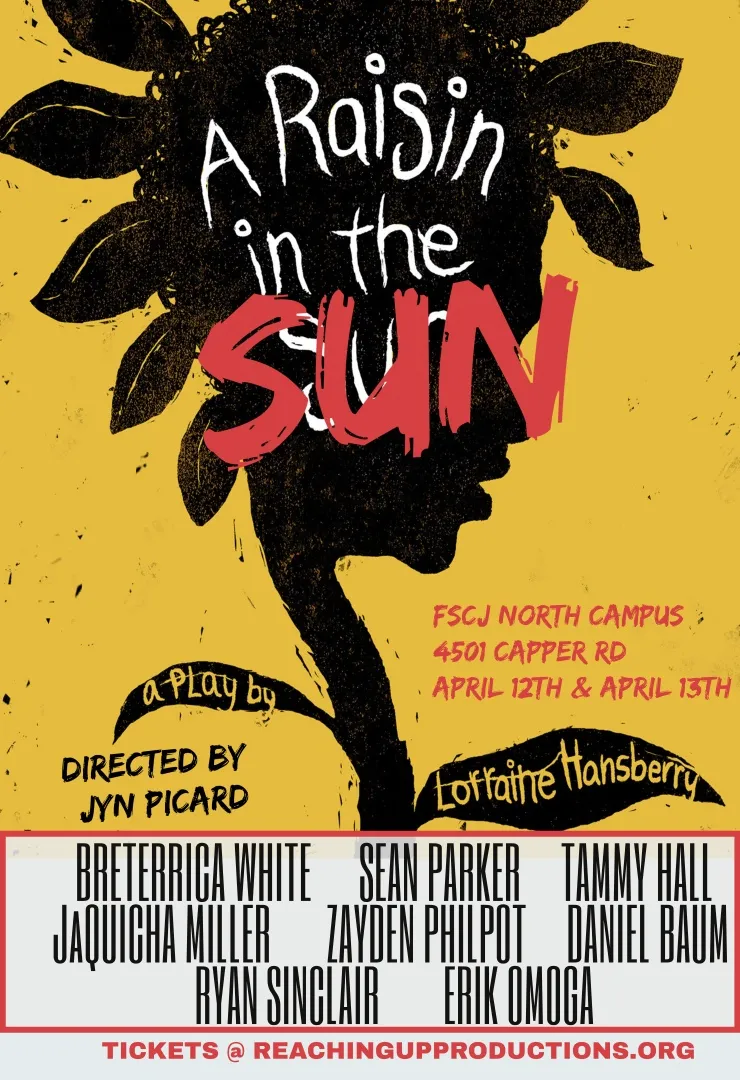 A Raisin
in the
SUN
Sun
FSCJ NORTH CAMPUS
4501 CAPPER RD
APRIL 12TH & APRIL 13TH
a PLay by
Lorraine Hansberry
DIRECTED BY
JYN PICARD
BRETERRICA WHITE SEAN PARKER TAMMY HALL
JaQUICHA MILLER ZAYDEN PHILPOT DANIEL BAUM
RYAN SINCLAIR ERIK OMOGA
TICKETS @ REACHINGUPPRODUCTIONS.ORG